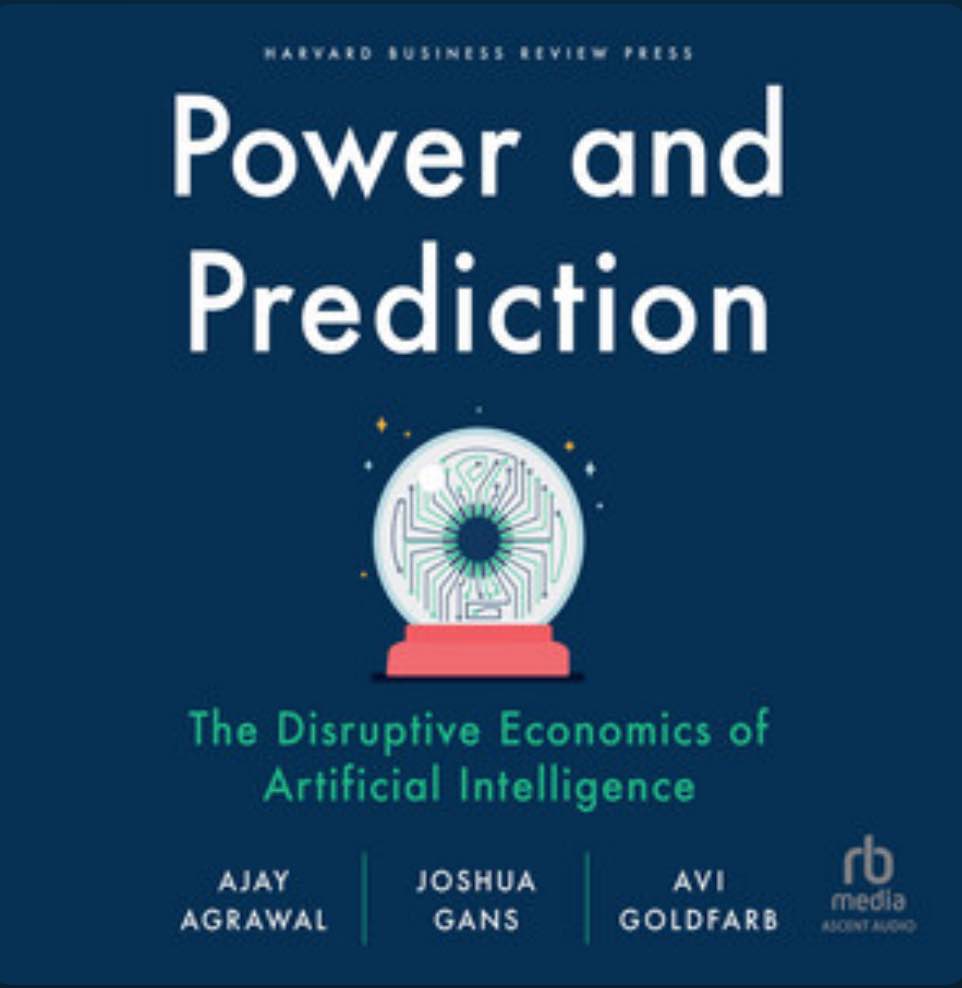 HARVARD BUSINESS REVIEW PRESS
Power and
Prediction
The Disruptive Economics of
Artificial Intelligence
AJAY
AGRAWAL
JOSHUA
GANS
AVI
GOLDFARB
rb
media
ASCENT AUDIO